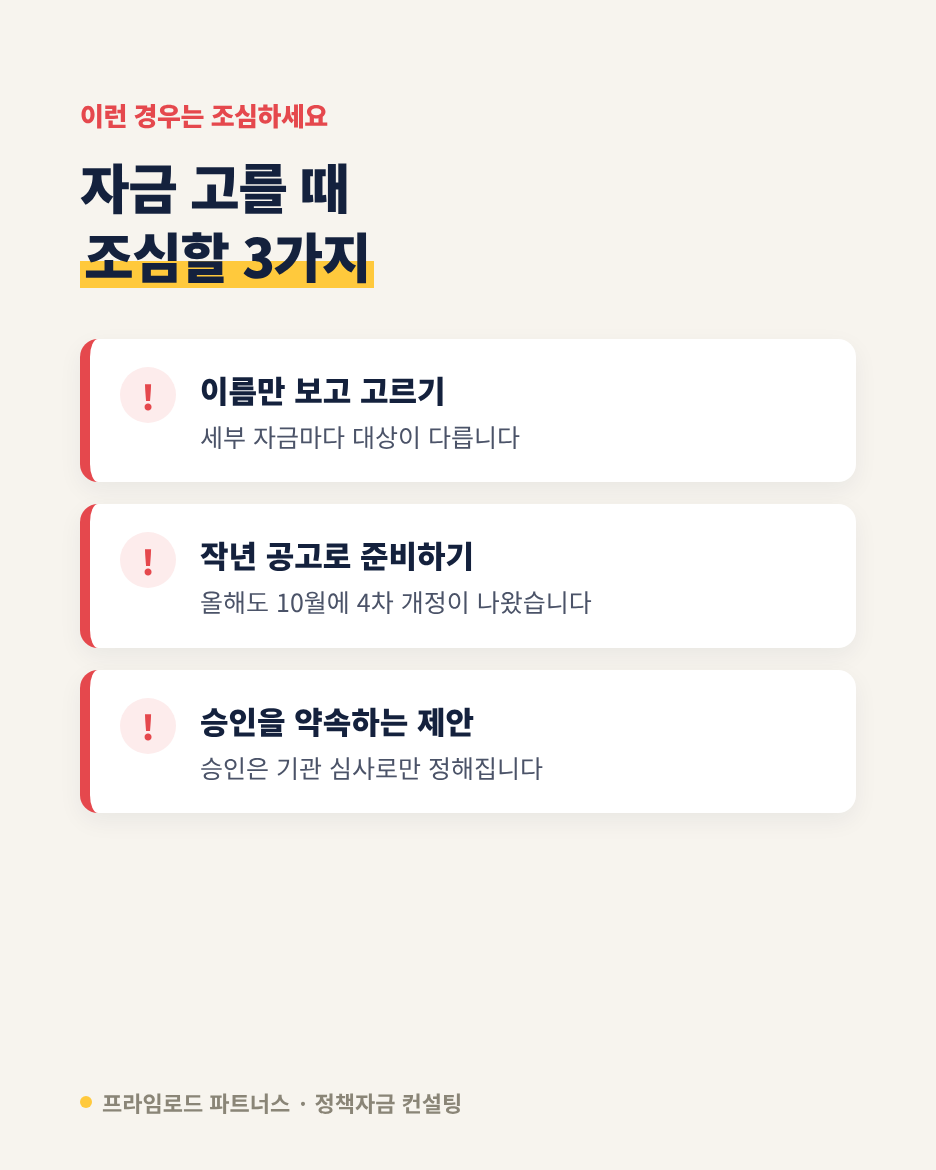 이런 경우는 조심하세요
자금 고를 때
조심할 3가지
!
이름만 보고 고르기
세부 자금마다 대상이 다릅니다
!
작년 공고로 준비하기
올해도 10월에 4차 개정이 나왔습니다
!
승인을 약속하는 제안
승인은 기관 심사로만 정해집니다
프라임로드 파트너스 · 정책자금 컨설팅